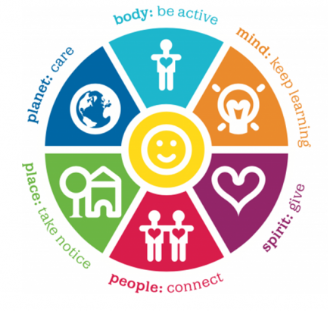 body: be active
mind: keep learning
spirit: give
people: connect
place: take notice
planet: care